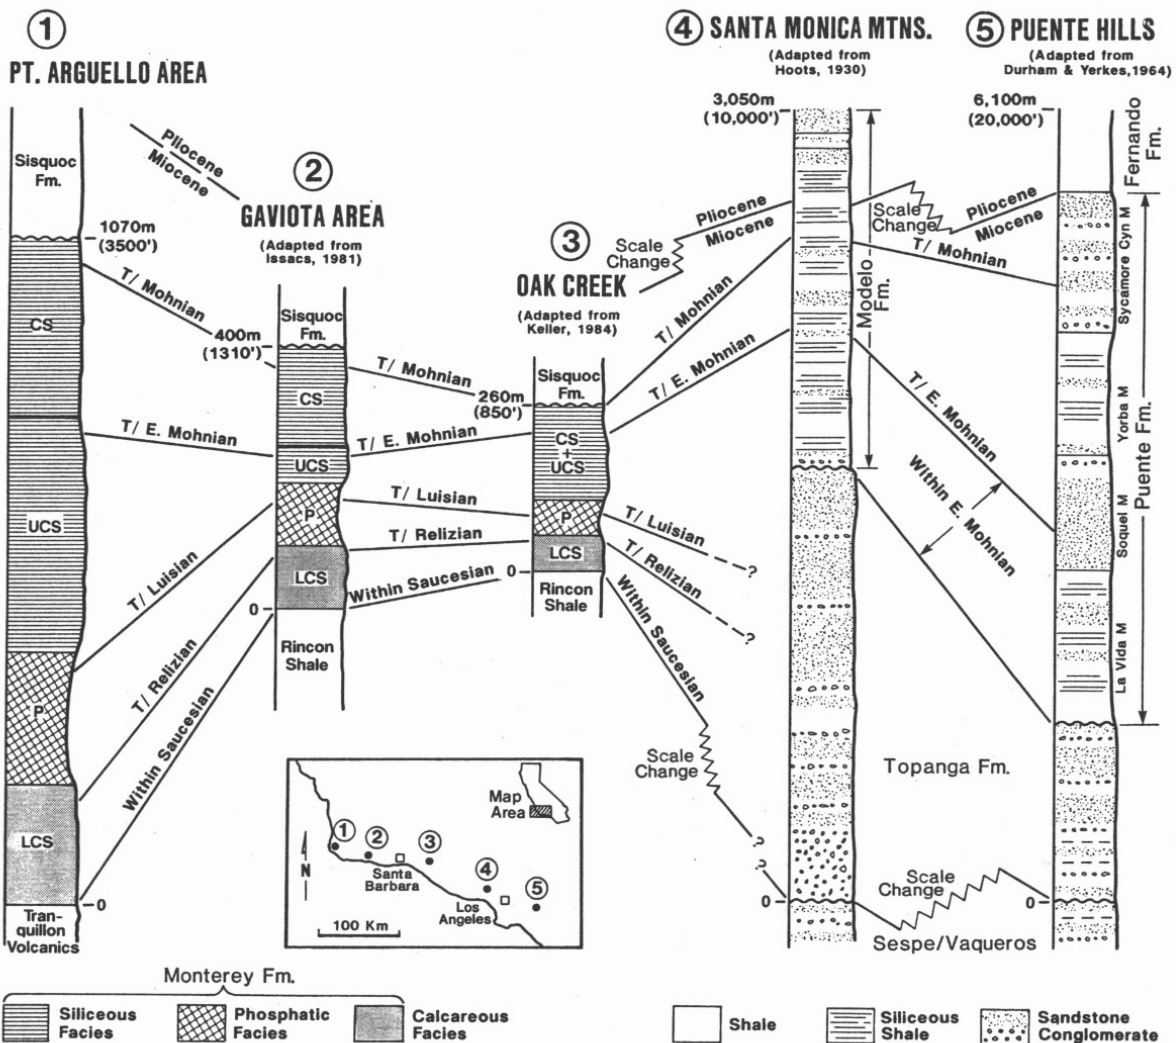 ①
PT. ARGUELLO AREA
Sisquoc
Fm.
1070m
(3500')
CS
UCS
P
LCS
0
Tran-
quillon
Volcanics
Pliocene
Miocene
T/ Mohnian
T/ E. Mohnian
T/ Luisian
T/ Relizian
Within Saucesian
②
GAVIOTA AREA
(Adapted from
Issacs, 1981)
Sisquoc
Fm.
400m
(1310')
CS
UCS
P
LCS
0
Rincon
Shale
T/ Mohnian
T/ E. Mohnian
T/ Luisian
T/ Relizian
Within Saucesian
③
OAK CREEK
(Adapted from
Keller, 1984)
Sisquoc
Fm.
260m
(850')
CS
+
UCS
P
LCS
0
Rincon
Shale
Scale
Change
Pliocene
Miocene
T/ Mohnian
T/ E. Mohnian
T/ Luisian
?
T/ Relizian
?
Within Saucesian
Scale
Change
?
?
④ SANTA MONICA MTNS.
(Adapted from
Hoots, 1930)
3,050m
(10,000')
Modelo
Fm.
0
Scale
Change
Pliocene
Miocene
T/ Mohnian
T/ E. Mohnian
Within E. Mohnian
Topanga Fm.
Scale
Change
Sespe/Vaqueros
⑤ PUENTE HILLS
(Adapted from
Durham & Yerkes,1964)
6,100m
(20,000')
Fernando
Fm.
Sycamore Cyn M
Yorba M
Soquel M
La Vida M
Puente Fm.
0
Map
Area
N
①
②
③
④
⑤
Santa
Barbara
Los
Angeles
100 Km
Monterey Fm.
Siliceous
Facies
Phosphatic
Facies
Calcareous
Facies
Shale
Siliceous
Shale
Sandstone
Conglomerate